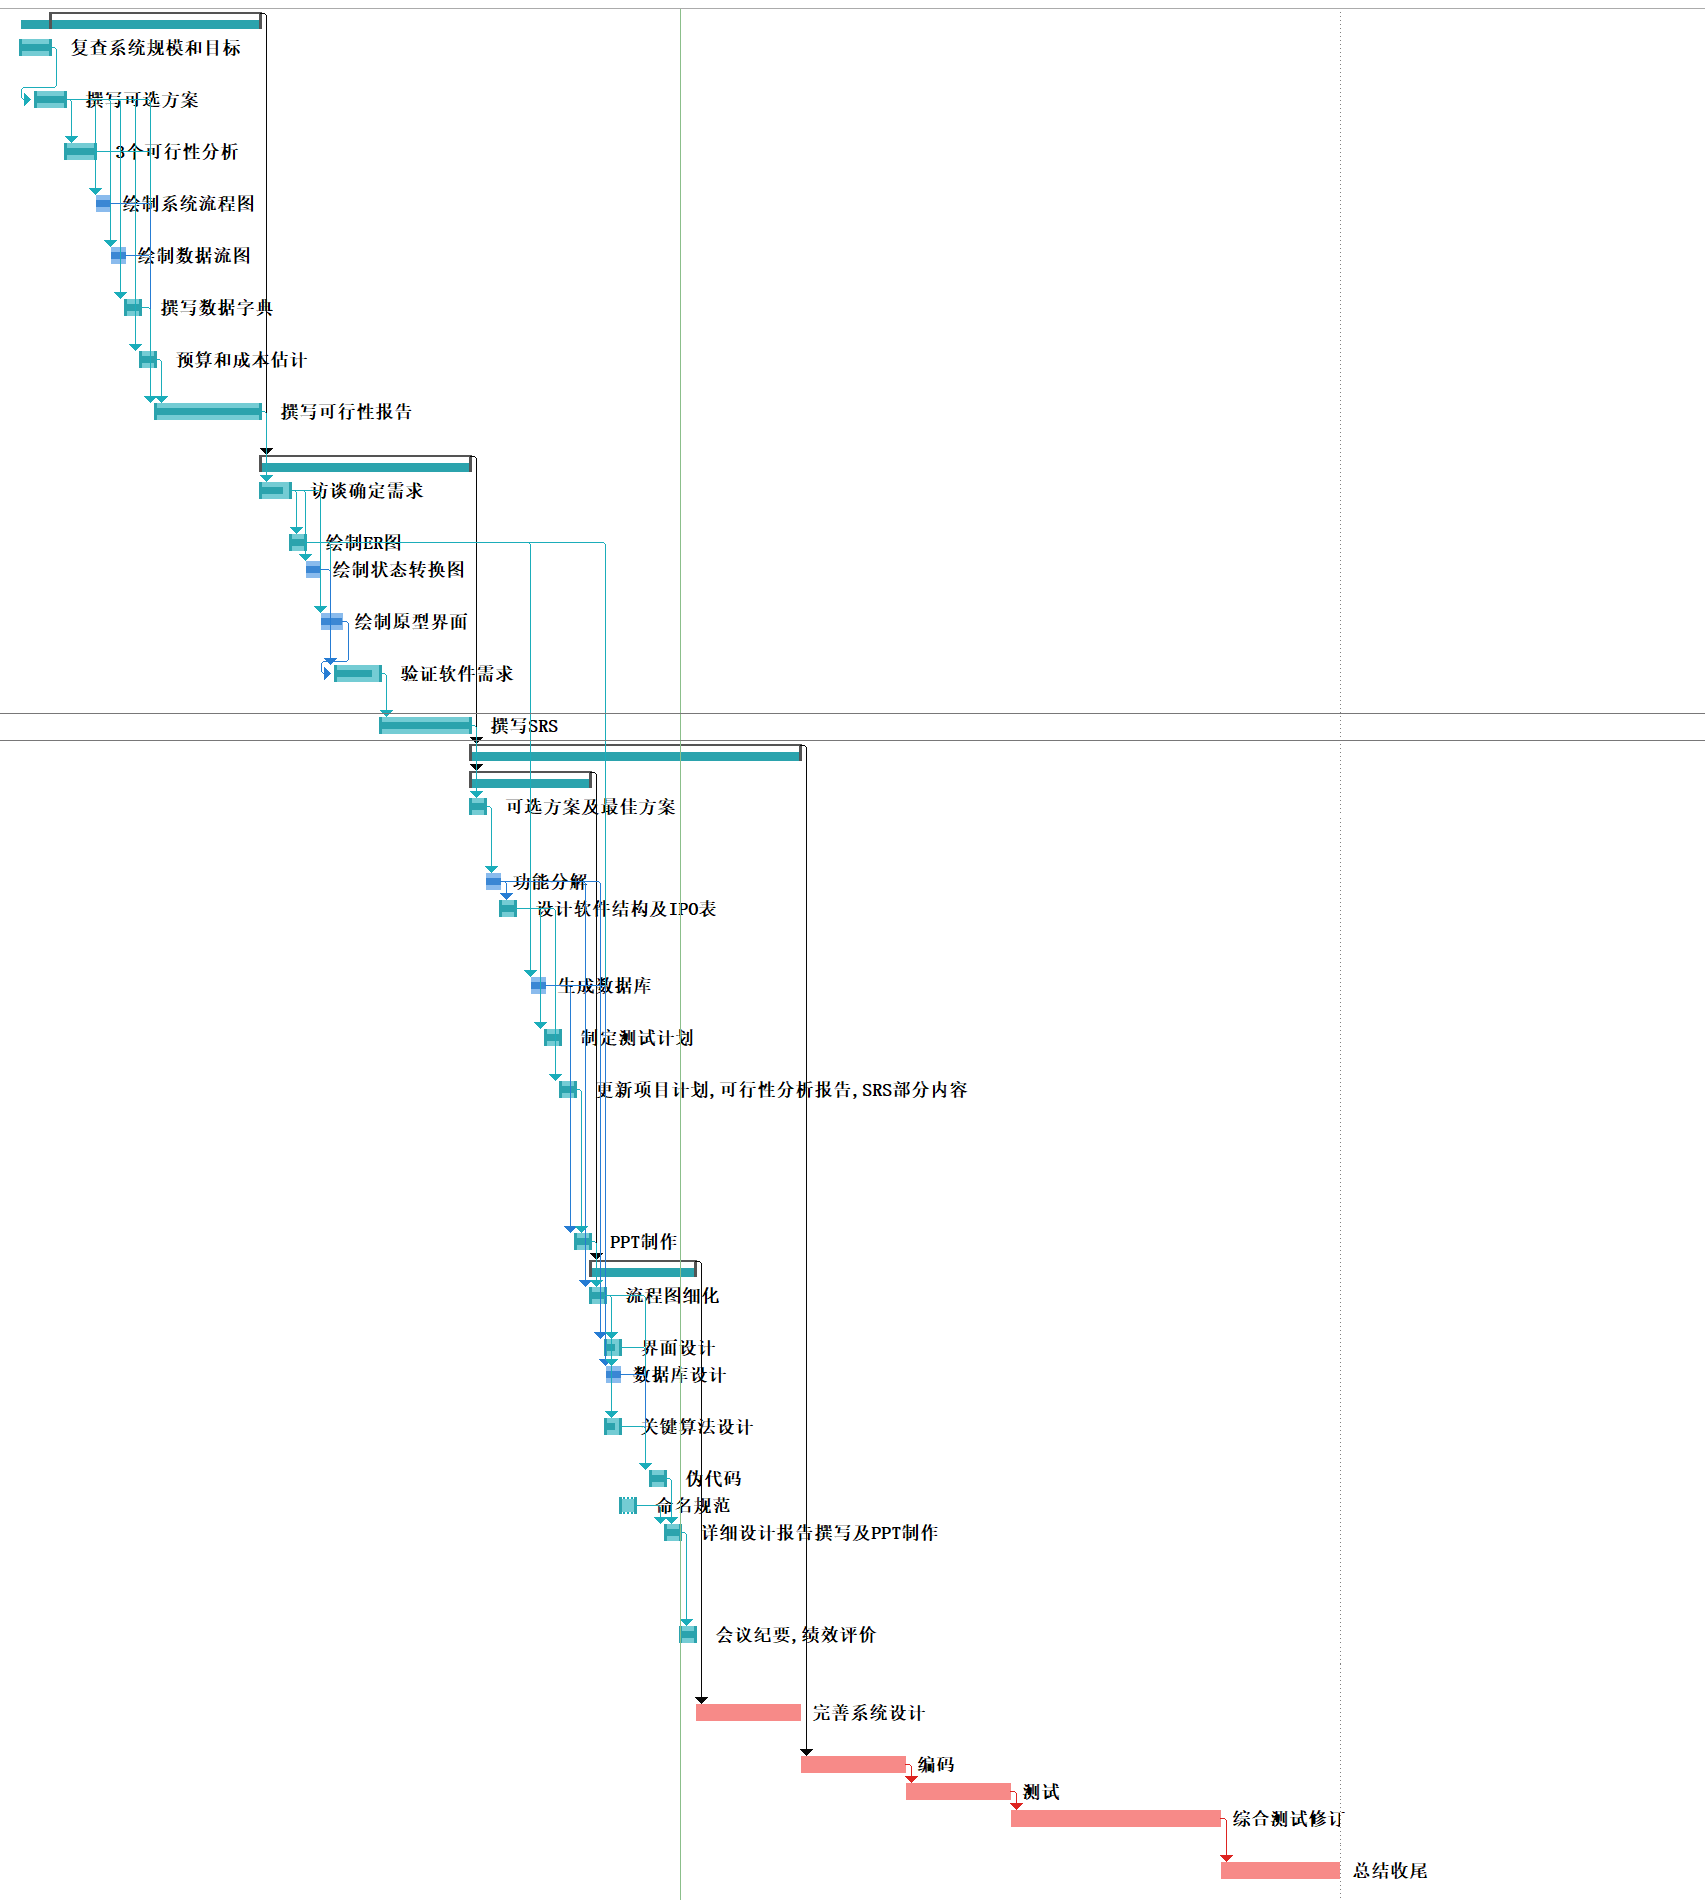 复查系统规模和目标
撰写可选方案
3个可行性分析
绘制系统流程图
绘制数据流图
撰写数据字典
预算和成本估计
撰写可行性报告
访谈确定需求
绘制ER图
绘制状态转换图
绘制原型界面
验证软件需求
撰写SRS
可选方案及最佳方案
功能分解
设计软件结构及IPO表
生成数据库
制定测试计划
更新项目计划,可行性分析报告,SRS部分内容
PPT制作
流程图细化
界面设计
数据库设计
关键算法设计
伪代码
命名规范
详细设计报告撰写及PPT制作
会议纪要,绩效评价
完善系统设计
编码
测试
综合测试修订
总结收尾